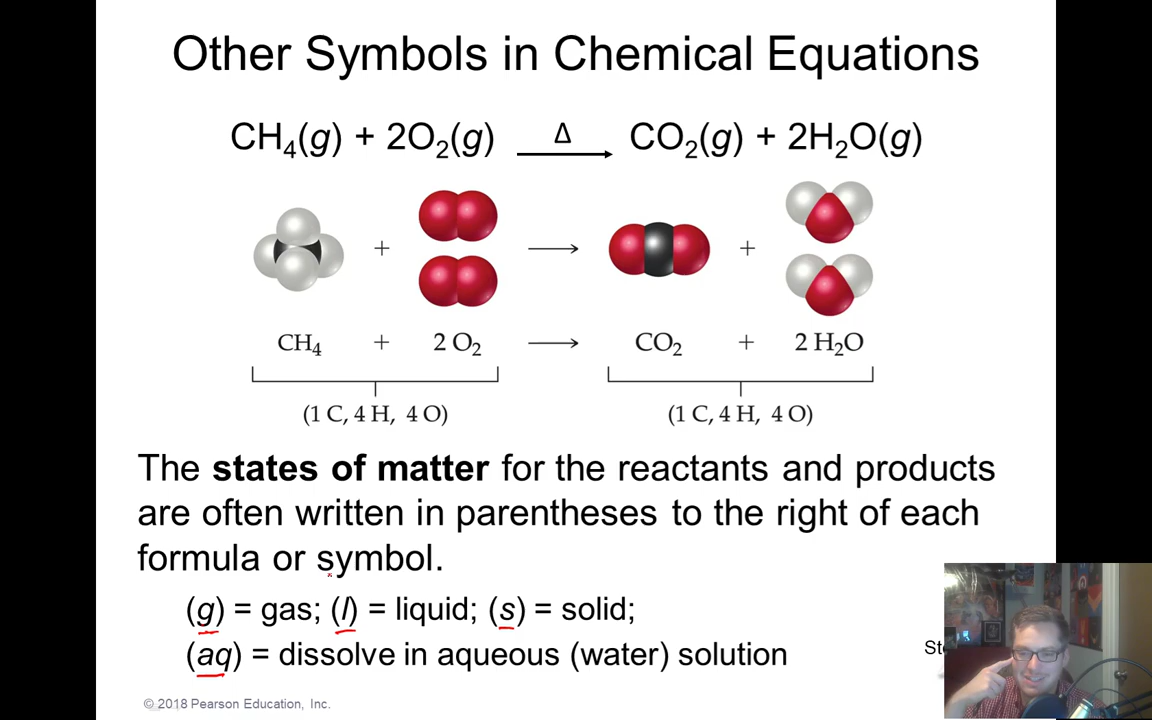 Other Symbols in Chemical Equations
CH₄(g) + 2O₂(g) Δ → CO₂(g) + 2H₂O(g)
+ → +
CH₄ + 2 O₂ → CO₂ + 2 H₂O
(1 C, 4 H, 4 O) (1 C, 4 H, 4 O)
The states of matter for the reactants and products
are often written in parentheses to the right of each
formula or symbol.
(g) = gas; (l) = liquid; (s) = solid;
(aq) = dissolve in aqueous (water) solution
© 2018 Pearson Education, Inc.